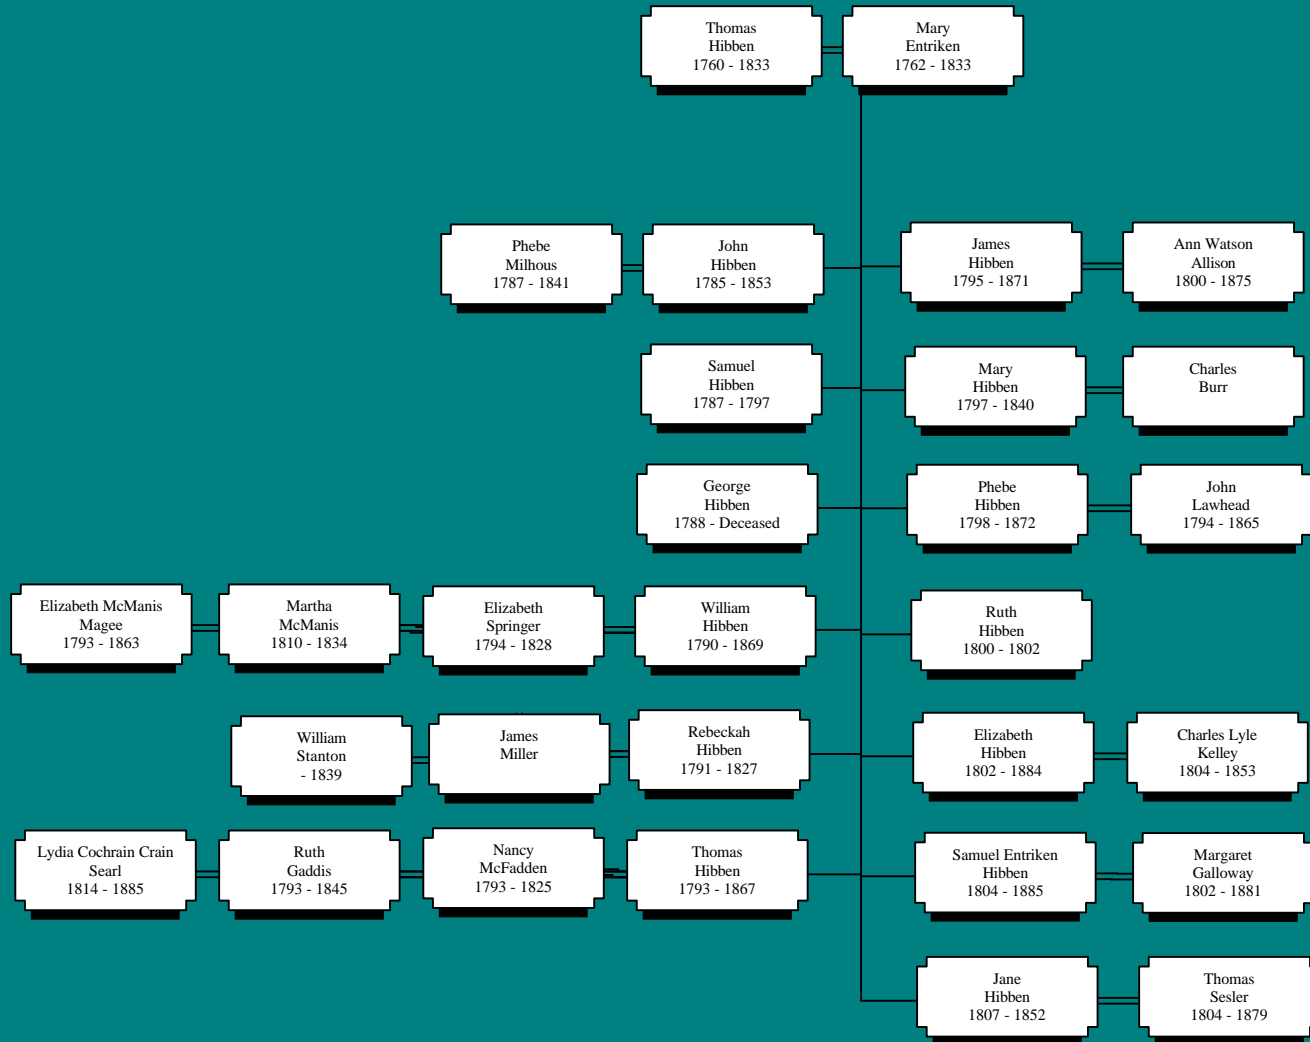 Thomas
Hibben
1760 - 1833
Mary
Entriken
1762 - 1833
Phebe
Milhous
1787 - 1841
John
Hibben
1785 - 1853
James
Hibben
1795 - 1871
Ann Watson
Allison
1800 - 1875
Samuel
Hibben
1787 - 1797
Mary
Hibben
1797 - 1840
Charles
Burr
George
Hibben
1788 - Deceased
Phebe
Hibben
1798 - 1872
John
Lawhead
1794 - 1865
Elizabeth McManis
Magee
1793 - 1863
Martha
McManis
1810 - 1834
Elizabeth
Springer
1794 - 1828
William
Hibben
1790 - 1869
Ruth
Hibben
1800 - 1802
William
Stanton
- 1839
James
Miller
Rebeckah
Hibben
1791 - 1827
Elizabeth
Hibben
1802 - 1884
Charles Lyle
Kelley
1804 - 1853
Lydia Cochrain Crain
Searl
1814 - 1885
Ruth
Gaddis
1793 - 1845
Nancy
McFadden
1793 - 1825
Thomas
Hibben
1793 - 1867
Samuel Entriken
Hibben
1804 - 1885
Margaret
Galloway
1802 - 1881
Jane
Hibben
1807 - 1852
Thomas
Sesler
1804 - 1879